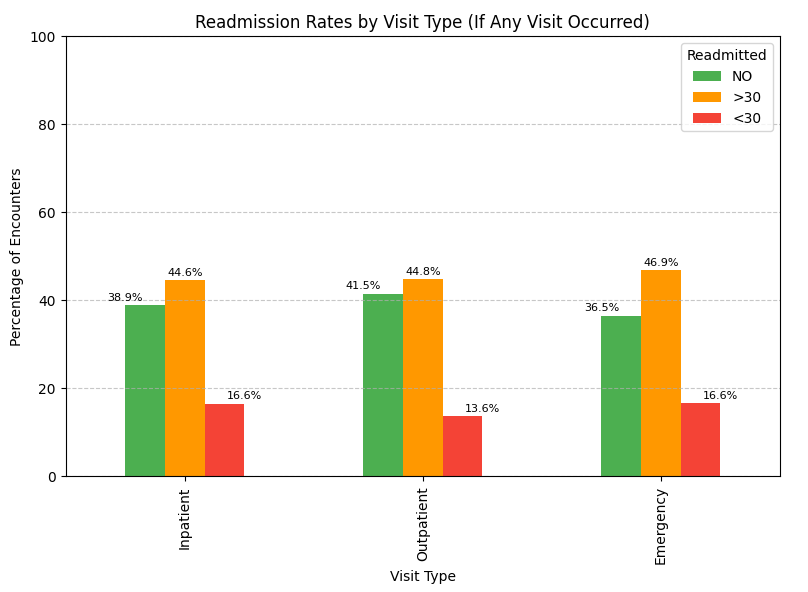 Readmission Rates by Visit Type (If Any Visit Occurred)
Readmitted
NO
>30
<30
Percentage of Encounters
100
80
60
40
20
0
38.9%
44.6%
16.6%
41.5%
44.8%
13.6%
36.5%
46.9%
16.6%
Inpatient
Outpatient
Emergency
Visit Type